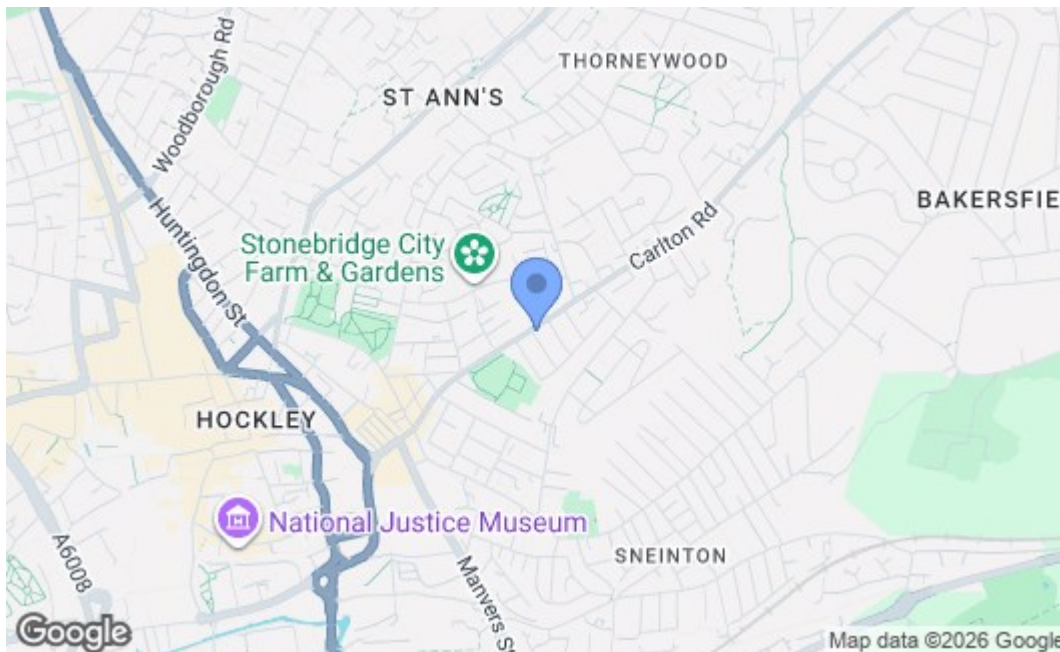 Woodborough Rd
THORNEYWOOD
ST ANN'S
BAKERSFIE
Huntingdon St
Stonebridge City
Farm & Gardens
Carlton Rd
HOCKLEY
National Justice Museum
A6008
Manvers St
SNEINTON
Google
Map data ©2026 Google